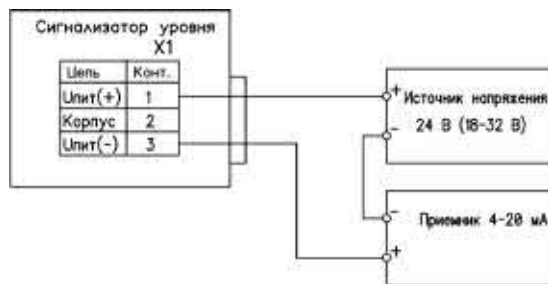 Сигнализатор уровня
X1
Цепь Конт.
Uпит(+) 1
Корпус 2
Uпит(-) 3
+ Источник напряжения
- 24 В (18-32 В)
- Приемник 4-20 мА
+